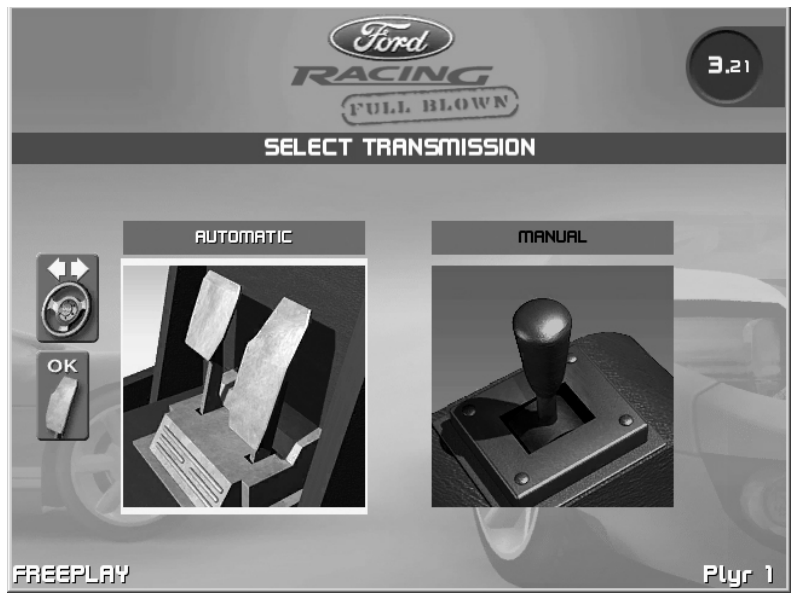 Ford
RACING
FULL BLOWN
3.21
SELECT TRANSMISSION
AUTOMATIC
MANUAL
OK
FREEPLAY
Plyr 1